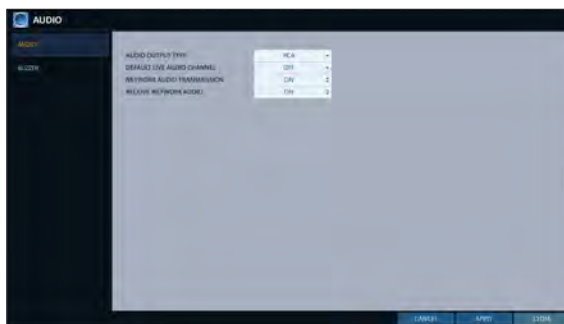 AUDIO
AUDIO
BUZZER
AUDIO OUTPUT TYPE RCA
DEFAULT LIVE AUDIO CHANNEL OFF
NETWORK AUDIO TRANSMISSION ON
RECEIVE NETWORK AUDIO ON
CANCEL APPLY CLOSE